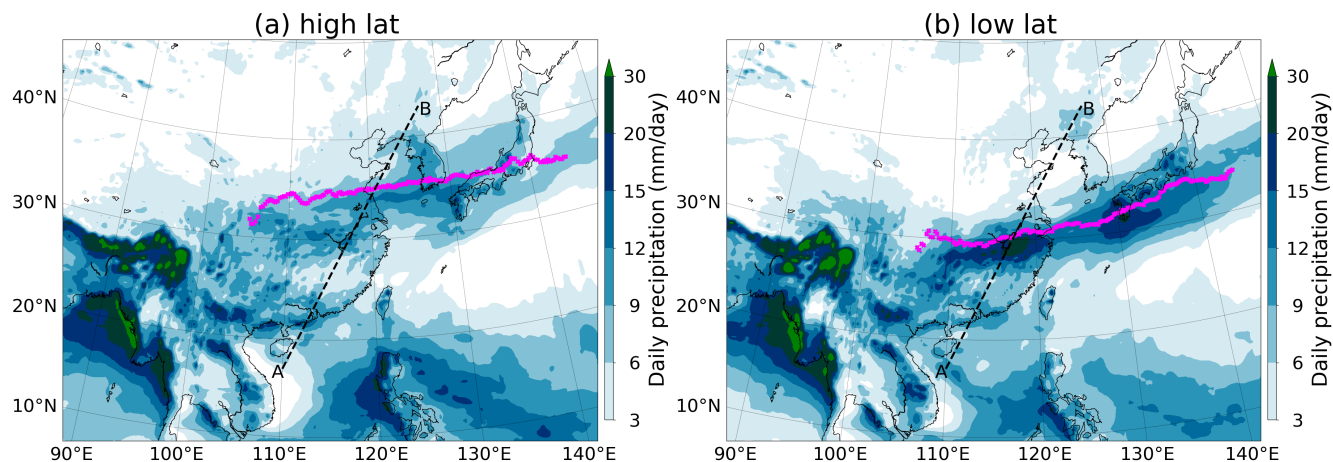 (a) high lat
40°N
30°N
20°N
10°N
90°E
100°E
110°E
120°E
130°E
140°E
A
B
30
20
15
12
9
6
3
Daily precipitation (mm/day)
(b) low lat
40°N
30°N
20°N
10°N
90°E
100°E
110°E
120°E
130°E
140°E
A
B
30
20
15
12
9
6
3
Daily precipitation (mm/day)